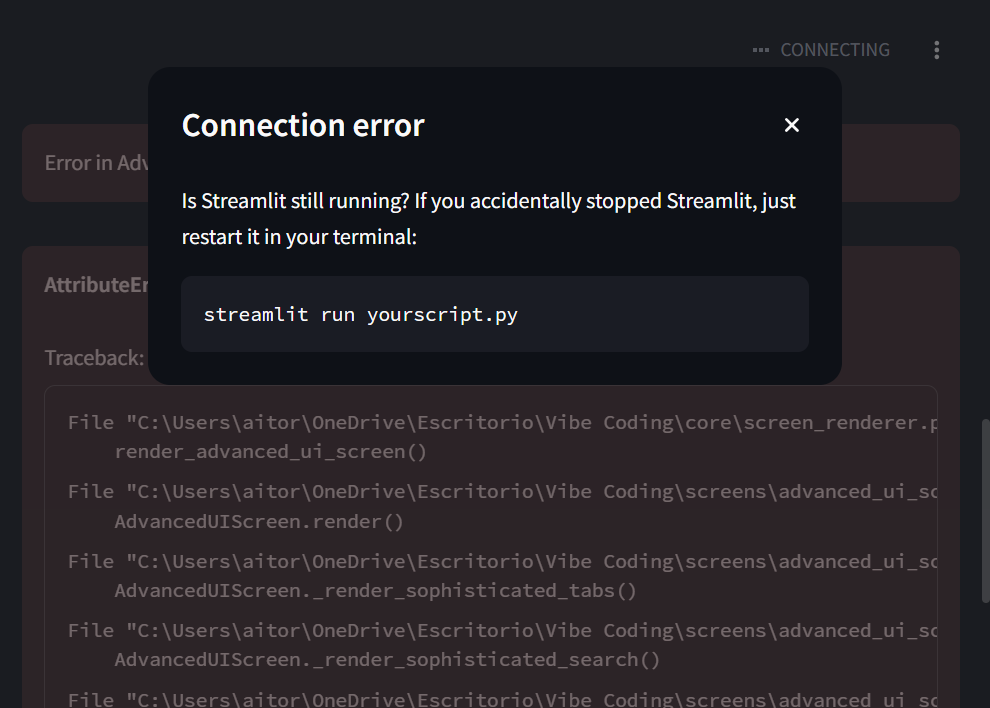 CONNECTING
Connection error
Error in Adv
Is Streamlit still running? If you accidentally stopped Streamlit, just
restart it in your terminal:
AttributeEr
streamlit run yourscript.py
Traceback:
File "C:\Users\aitor\OneDrive\Escritorio\Vibe Coding\core\screen_renderer.p
render_advanced_ui_screen()
File "C:\Users\aitor\OneDrive\Escritorio\Vibe Coding\screens\advanced_ui_sc
AdvancedUIScreen.render()
File "C:\Users\aitor\OneDrive\Escritorio\Vibe Coding\screens\advanced_ui_sc
AdvancedUIScreen._render_sophisticated_tabs()
File "C:\Users\aitor\OneDrive\Escritorio\Vibe Coding\screens\advanced_ui_sc
AdvancedUIScreen._render_sophisticated_search()
File "C:\Users\aitor\OneDrive\Escritorio\Vibe Coding\screens\advanced_ui_sc